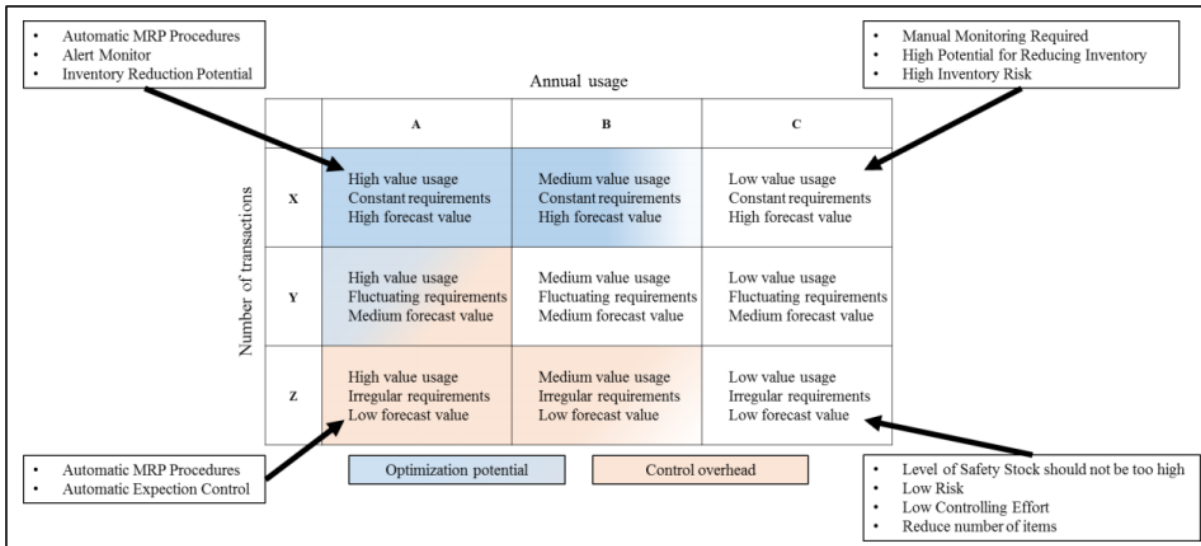 • Automatic MRP Procedures
• Alert Monitor
• Inventory Reduction Potential
• Manual Monitoring Required
• High Potential for Reducing Inventory
• High Inventory Risk
Annual usage
A
B
C
Number of transactions
X
High value usage
Constant requirements
High forecast value
Medium value usage
Constant requirements
High forecast value
Low value usage
Constant requirements
High forecast value
Y
High value usage
Fluctuating requirements
Medium forecast value
Medium value usage
Fluctuating requirements
Medium forecast value
Low value usage
Fluctuating requirements
Medium forecast value
Z
High value usage
Irregular requirements
Low forecast value
Medium value usage
Irregular requirements
Low forecast value
Low value usage
Irregular requirements
Low forecast value
• Automatic MRP Procedures
• Automatic Expection Control
Optimization potential
Control overhead
• Level of Safety Stock should not be too high
• Low Risk
• Low Controlling Effort
• Reduce number of items